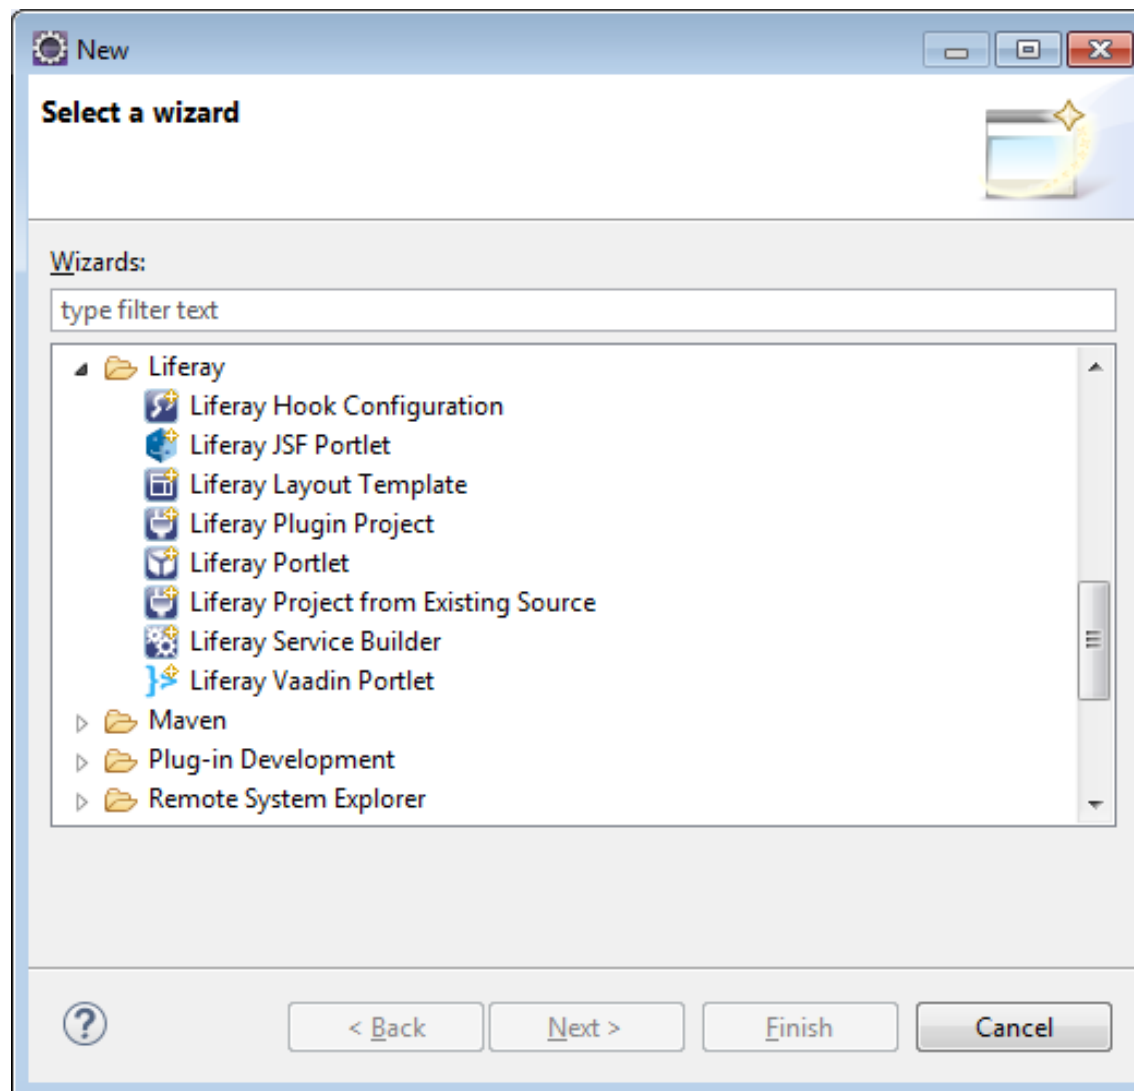 New
Select a wizard
Wizards:
type filter text
Liferay
Liferay Hook Configuration
Liferay JSF Portlet
Liferay Layout Template
Liferay Plugin Project
Liferay Portlet
Liferay Project from Existing Source
Liferay Service Builder
Liferay Vaadin Portlet
Maven
Plug-in Development
Remote System Explorer
? < Back Next > Finish Cancel